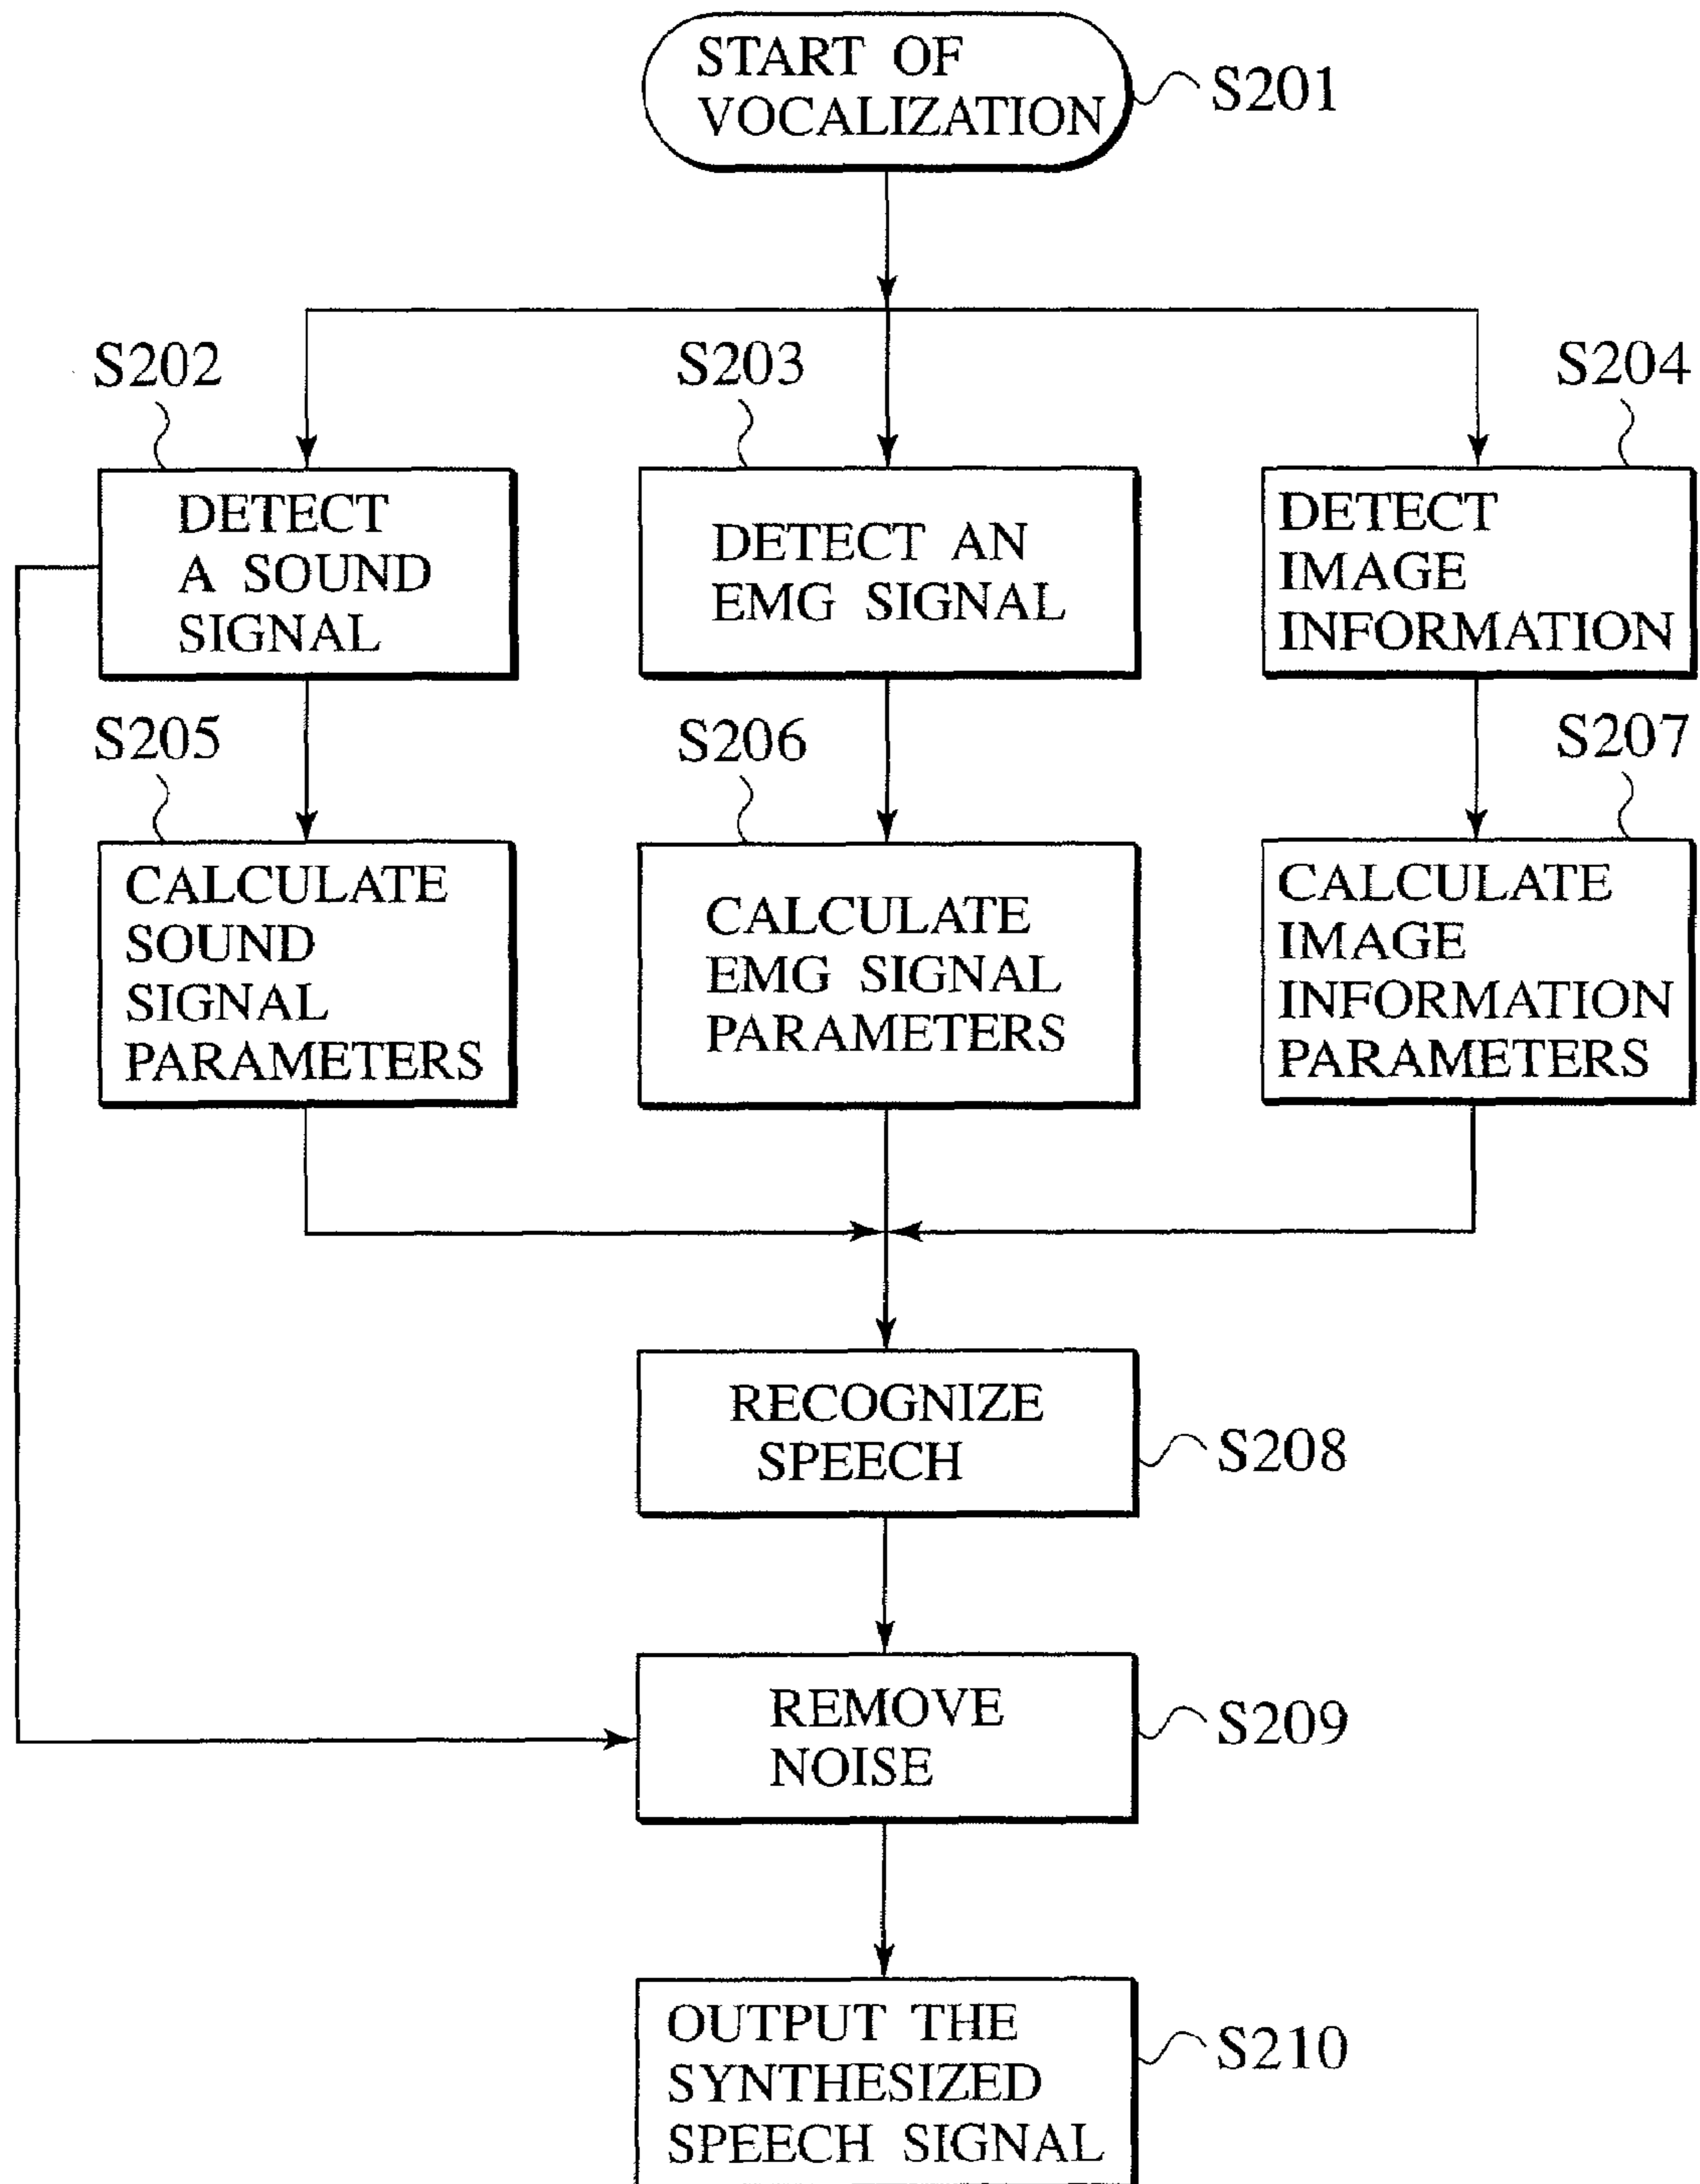 START OF
VOCALIZATION
S201
S202
S203
S204
DETECT
A SOUND
SIGNAL
DETECT AN
EMG SIGNAL
DETECT
IMAGE
INFORMATION
S205
S206
S207
CALCULATE
SOUND
SIGNAL
PARAMETERS
CALCULATE
EMG SIGNAL
PARAMETERS
CALCULATE
IMAGE
INFORMATION
PARAMETERS
RECOGNIZE
SPEECH
S208
REMOVE
NOISE
S209
OUTPUT THE
SYNTHESIZED
SPEECH SIGNAL
S210